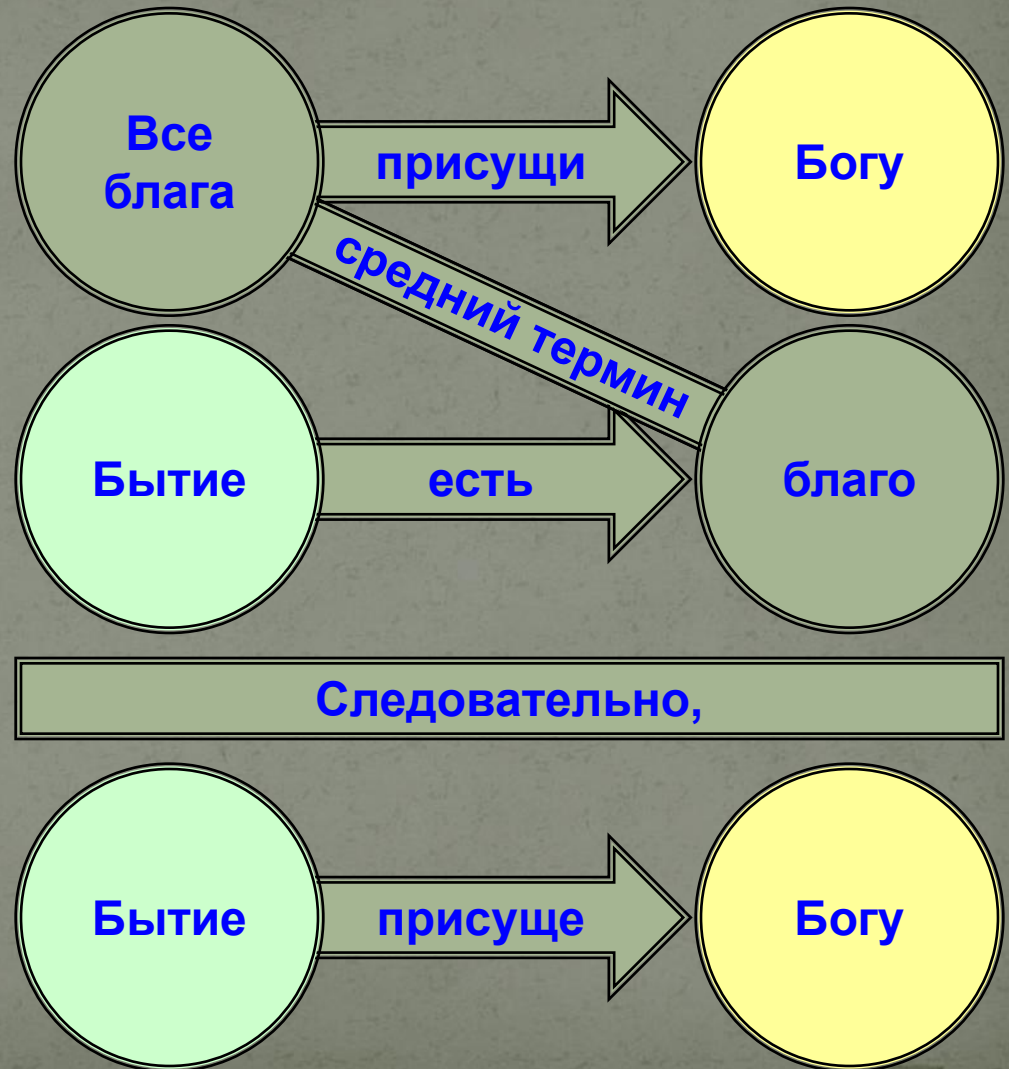 Все
блага
присущи
Богу
средний термин
Бытие
есть
благо
Следовательно,
Бытие
присуще
Богу